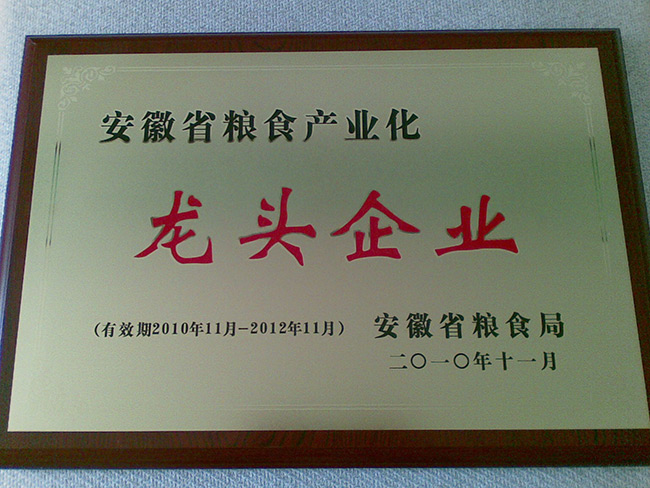 安徽省粮食产业化
龙头企业
(有效期2010年11月-2012年11月)
安徽省粮食局
二〇一〇年十一月